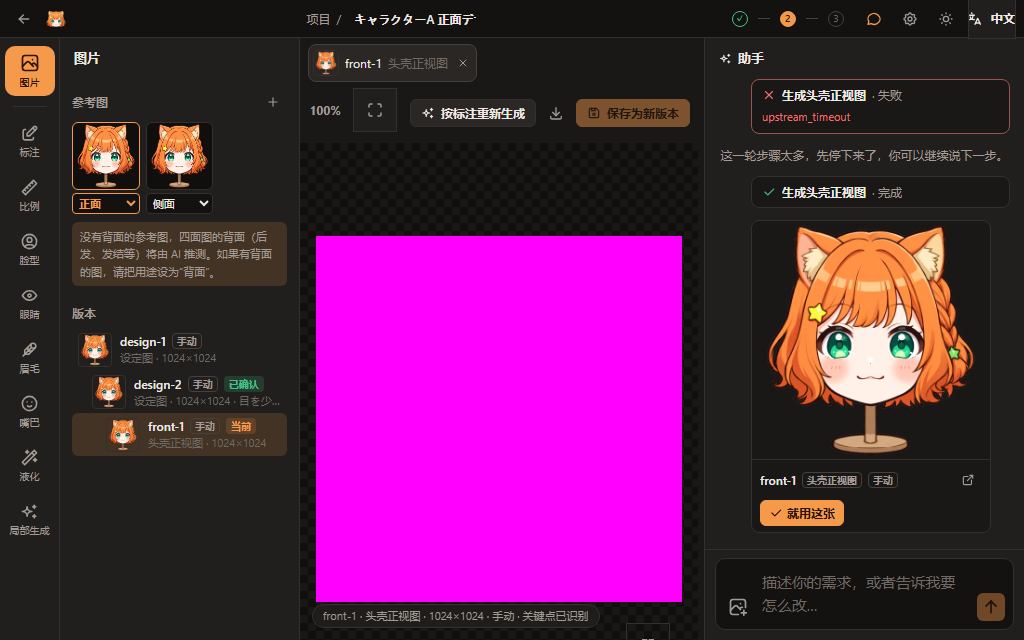 项目 / キャラクターA 正面デ
2
3
中文
图片
标注
比例
脸型
眼睛
眉毛
嘴巴
液化
局部生成
图片
参考图
正面
侧面
没有背面的参考图，四面图的背面（后
发、发结等）将由 AI 推测。如果有背面
的图，请把用途设为“背面”。
版本
design-1 手动
设定图 · 1024×1024
design-2 手动 已确认
设定图 · 1024×1024 · 目を少...
front-1 手动 当前
头壳正视图 · 1024×1024
front-1 头壳正视图
100%
按标注重新生成
保存为新版本
front-1 · 头壳正视图 · 1024×1024 · 手动 · 关键点已识别
助手
生成头壳正视图 · 失败
upstream_timeout
这一轮步骤太多，先停下来了，你可以继续说下一步。
生成头壳正视图 · 完成
front-1 头壳正视图 手动
就用这张
描述你的需求，或者告诉我要
怎么改...